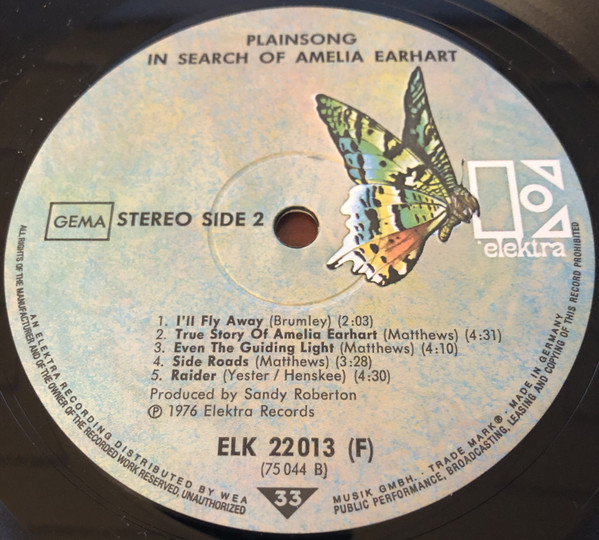 PLAINSONG
IN SEARCH OF AMELIA EARHART
elektra
GEMA STEREO SIDE 2
1. I'll Fly Away (Brumley) (2:03)
2. True Story Of Amelia Earhart (Matthews) (4:31)
3. Even The Guiding Light (Matthews) (4:10)
4. Side Roads (Matthews) (3:28)
5. Raider (Yester / Henskee) (4:30)
Produced by Sandy Roberton
℗ 1976 Elektra Records
ELK 22 013 (F)
(75 044 B)
33
AN ELEKTRA RECORDING DISTRIBUTED BY WEA MUSIK GMBH. · TRADE MARK® · MADE IN GERMANY
ALL RIGHTS OF THE MANUFACTURER AND OF THE OWNER OF THE RECORDED WORK RESERVED, UNAUTHORIZED PUBLIC PERFORMANCE, BROADCASTING, LEASING AND COPYING OF THIS RECORD PROHIBITED